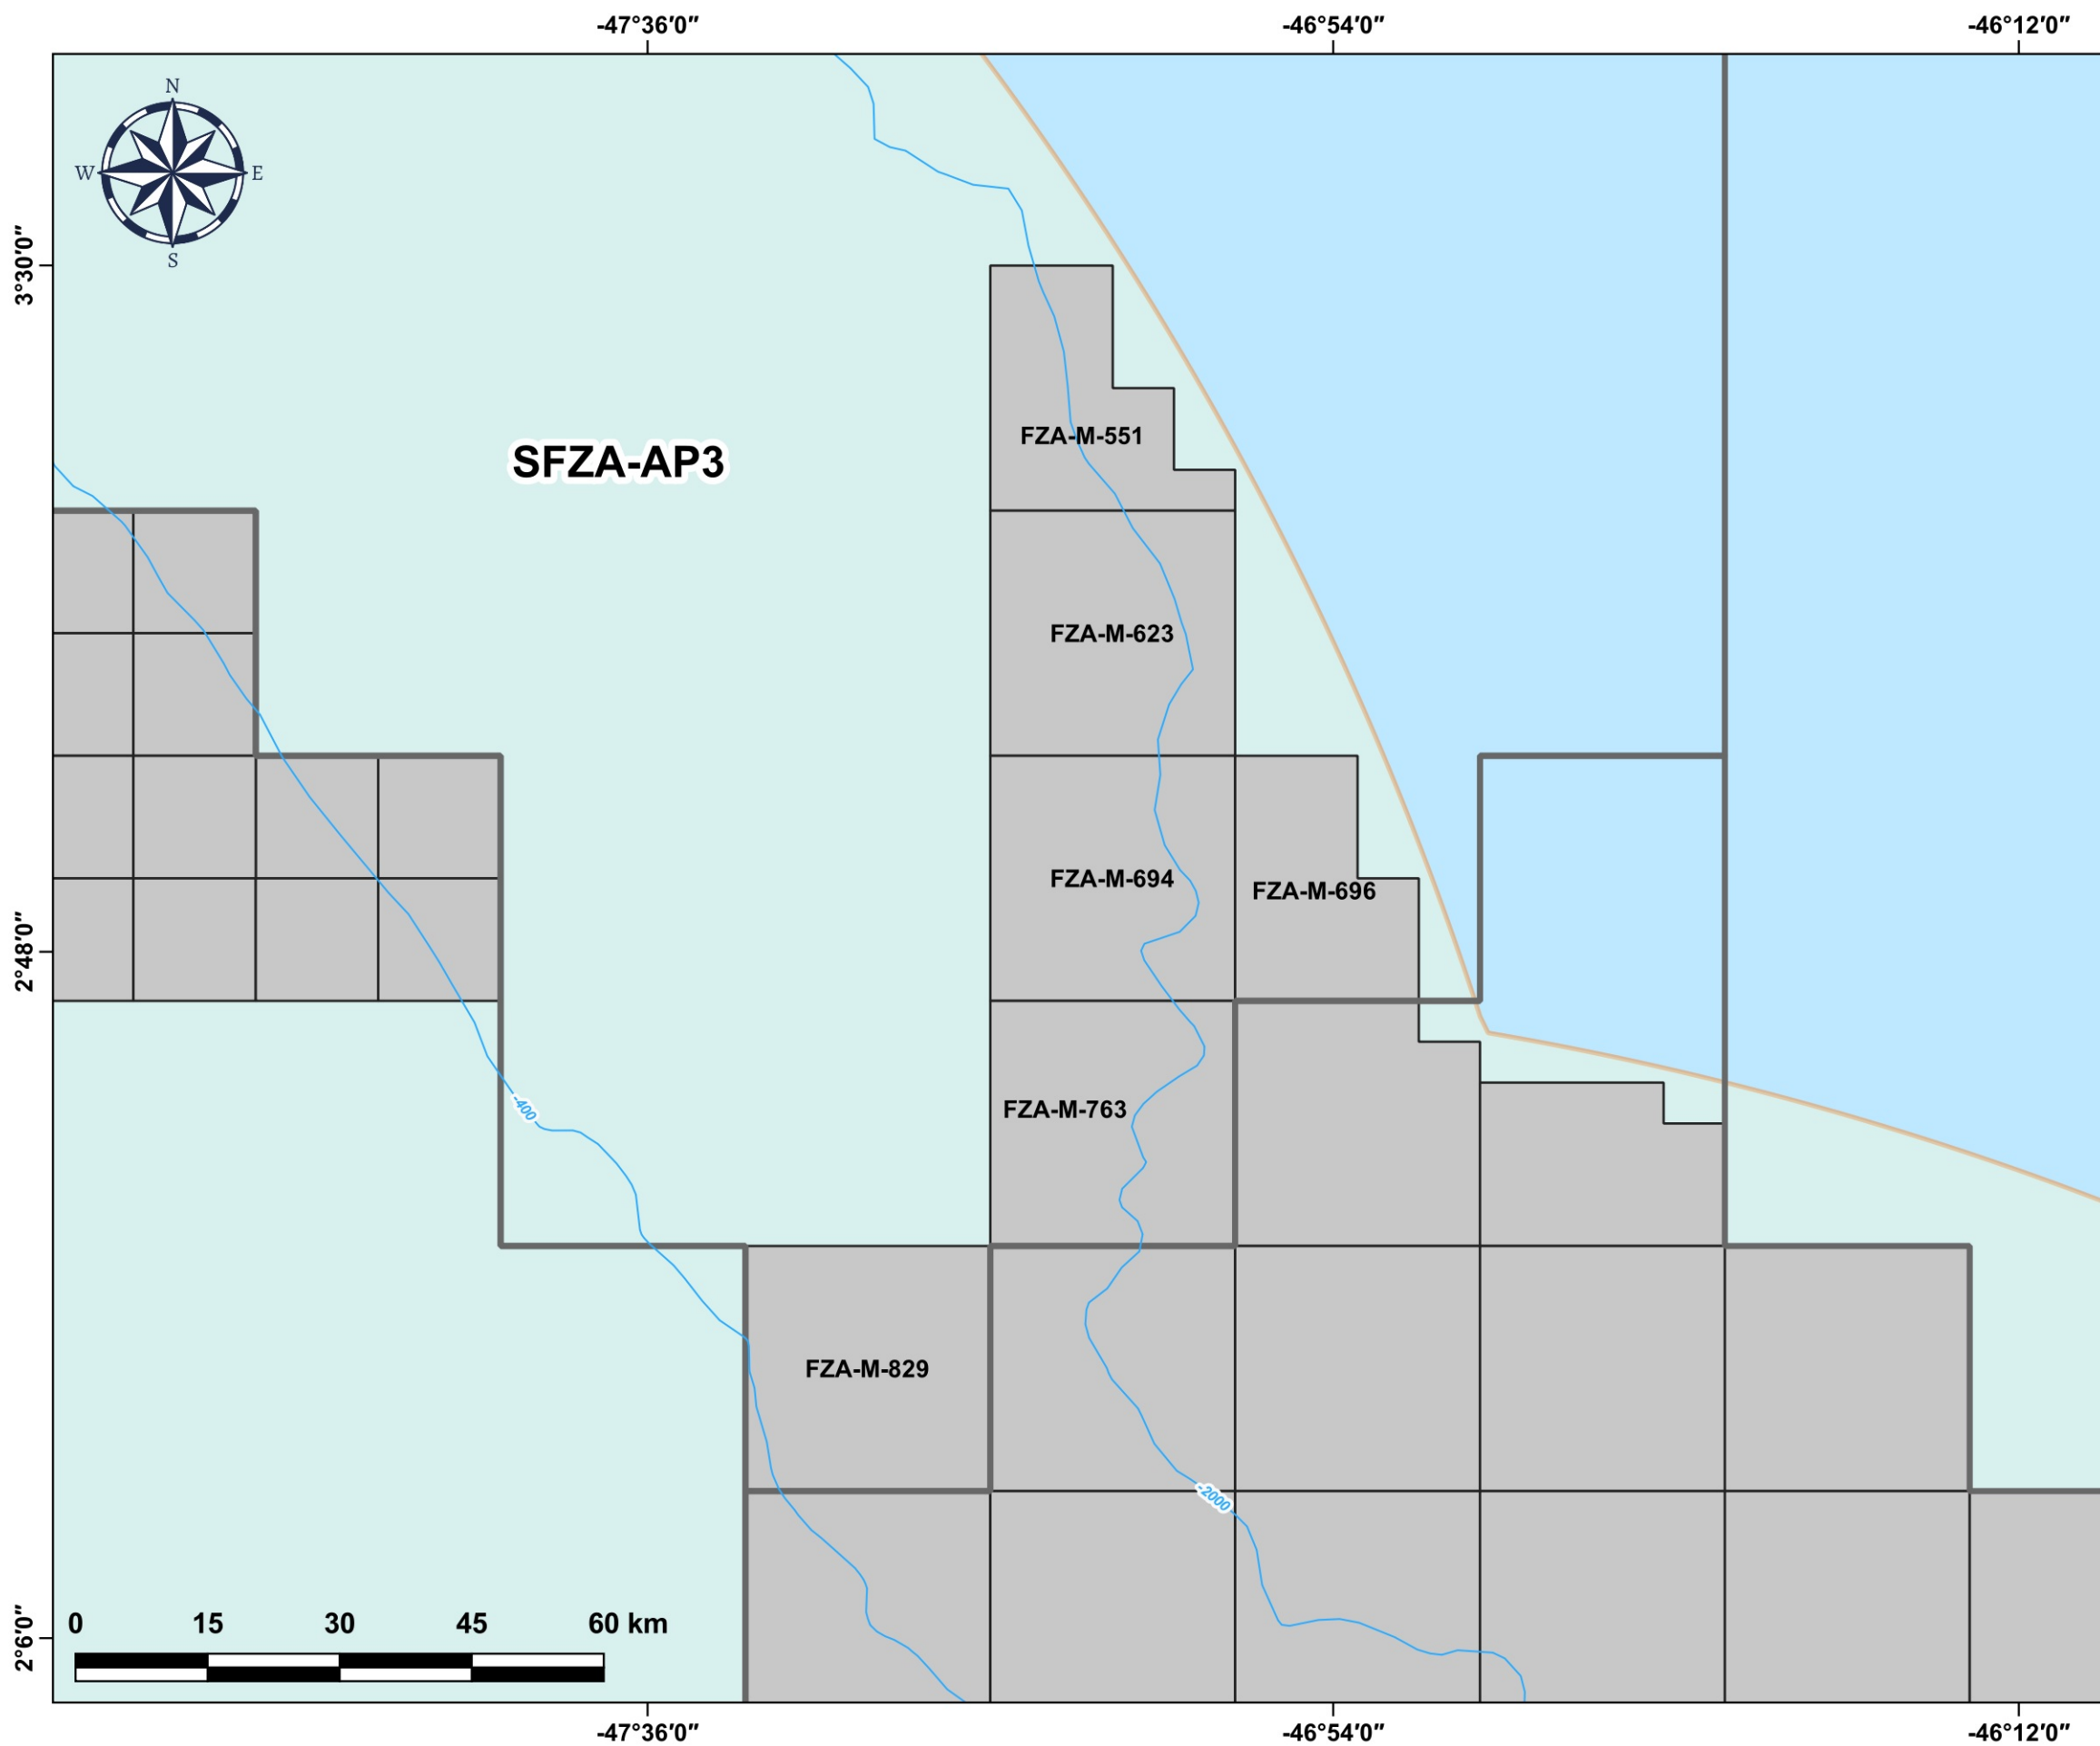 -47°36′0″ -46°54′0″ -46°12′0″
N
W E
S
3°30′0″
FZA-M-551
SFZA-AP3
FZA-M-623
FZA-M-694
FZA-M-696
2°48′0″
-400
FZA-M-763
FZA-M-829
-2000
2°6′0″
0 15 30 45 60 km
-47°36′0″ -46°54′0″ -46°12′0″